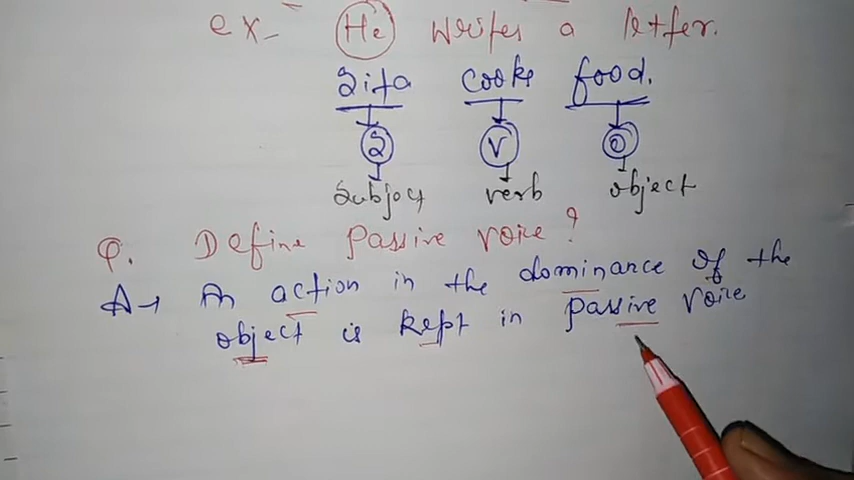 ex- He writes a letter.
Sita cooks food.
S V O
Subject verb object
Q. Define Passive voice?
A→ An action in the dominance of the
object is kept in passive voice